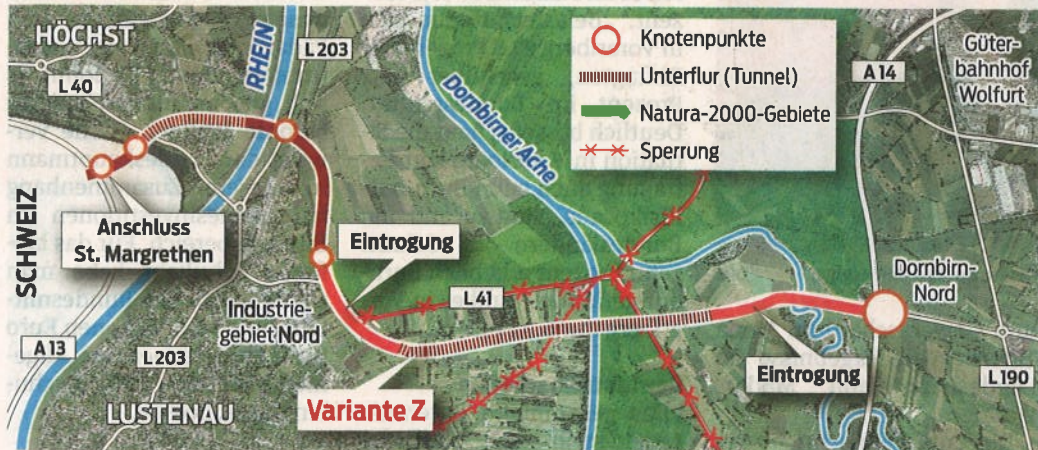 HÖCHST
L 40
RHEIN
L 203
Dornbirner Ache
Knotenpunkte
Unterflur (Tunnel)
Natura-2000-Gebiete
Sperrung
A 14
Güter-
bahnhof
Wolfurt
SCHWEIZ
Anschluss
St. Margrethen
Eintrogung
L 41
Industrie-
gebiet Nord
Dornbirn-
Nord
A 13
L 203
LUSTENAU
Variante Z
Eintrogung
L 190